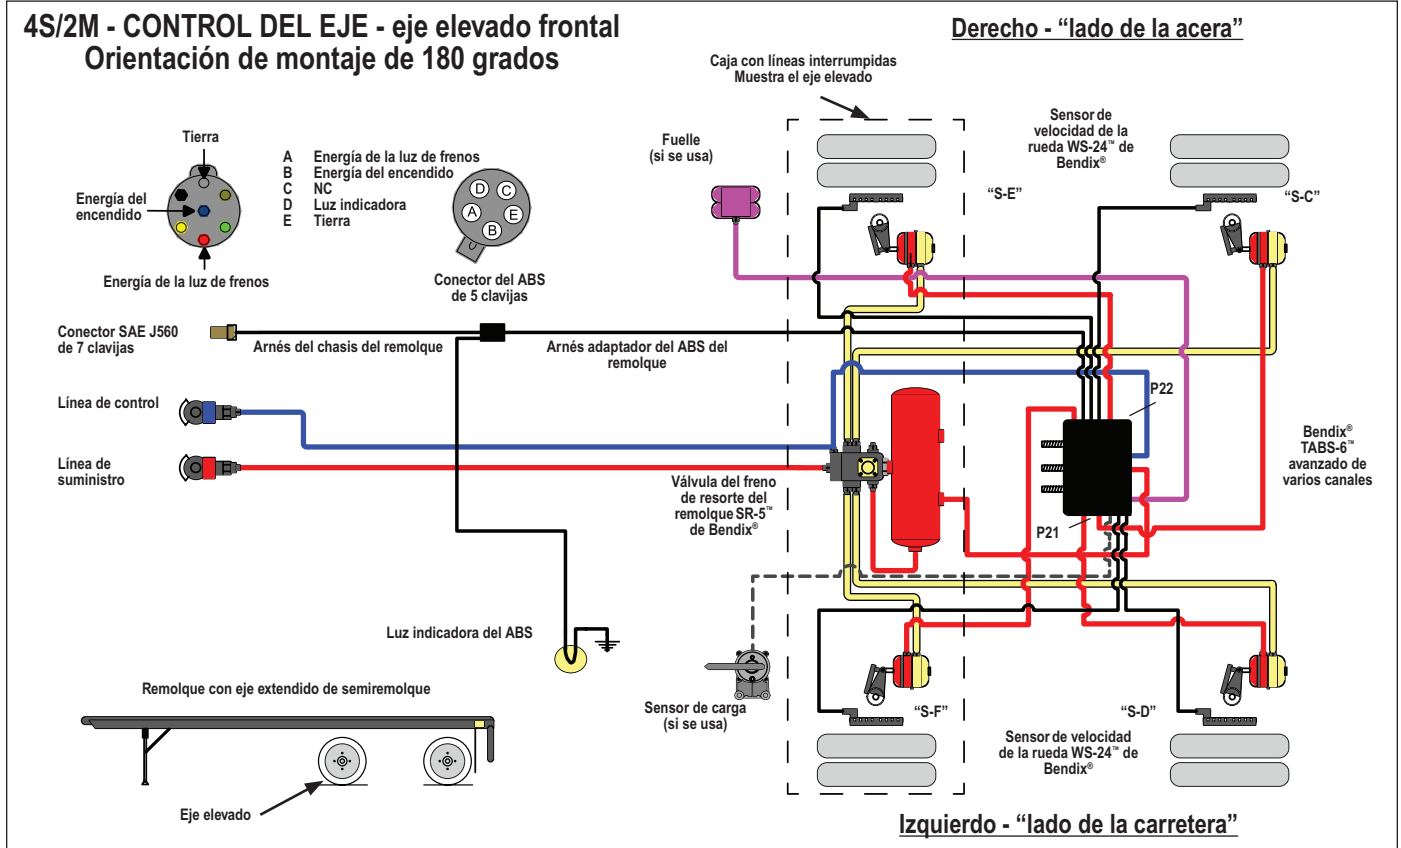 4S/2M - CONTROL DEL EJE - eje elevado frontal
Orientación de montaje de 180 grados
Derecho - “lado de la acera”
Caja con líneas interrumpidas
Muestra el eje elevado
Tierra
Energía del
encendido
Energía de la luz de frenos
A Energía de la luz de frenos
B Energía del encendido
C NC
D Luz indicadora
E Tierra
D
C
A
E
B
Conector del ABS
de 5 clavijas
Fuelle
(si se usa)
Sensor de
velocidad de la
rueda WS-24™ de
Bendix®
“S-E”
“S-C”
Conector SAE J560
de 7 clavijas
Arnés del chasis del remolque
Arnés adaptador del ABS del
remolque
Línea de control
Línea de
suministro
Válvula del freno
de resorte del
remolque SR-5™
de Bendix®
P22
P21
Bendix®
TABS-6™
avanzado de
varios canales
Luz indicadora del ABS
Sensor de carga
(si se usa)
“S-F”
“S-D”
Sensor de velocidad
de la rueda WS-24™ de
Bendix®
Remolque con eje extendido de semiremolque
Eje elevado
Izquierdo - “lado de la carretera”